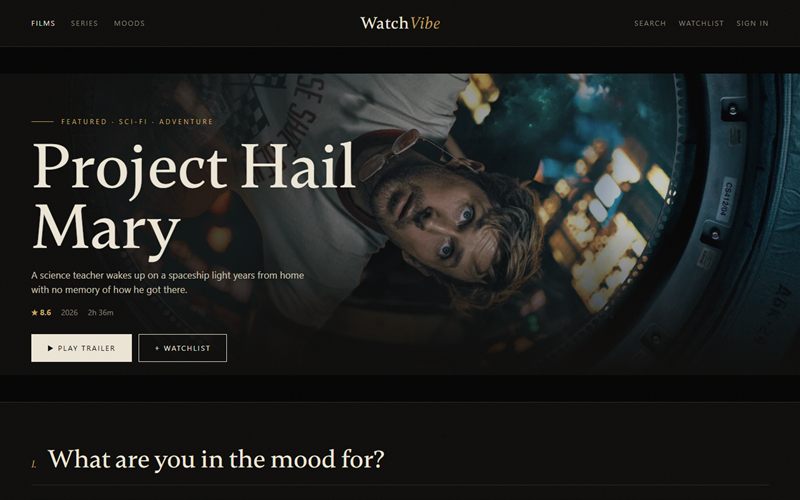 FILMS SERIES MOODS
WatchVibe
SEARCH WATCHLIST SIGN IN
FEATURED · SCI-FI · ADVENTURE
Project Hail
Mary
A science teacher wakes up on a spaceship light years from home
with no memory of how he got there.
★ 8.6 2026 2h 36m
▶ PLAY TRAILER + WATCHLIST
I. What are you in the mood for?